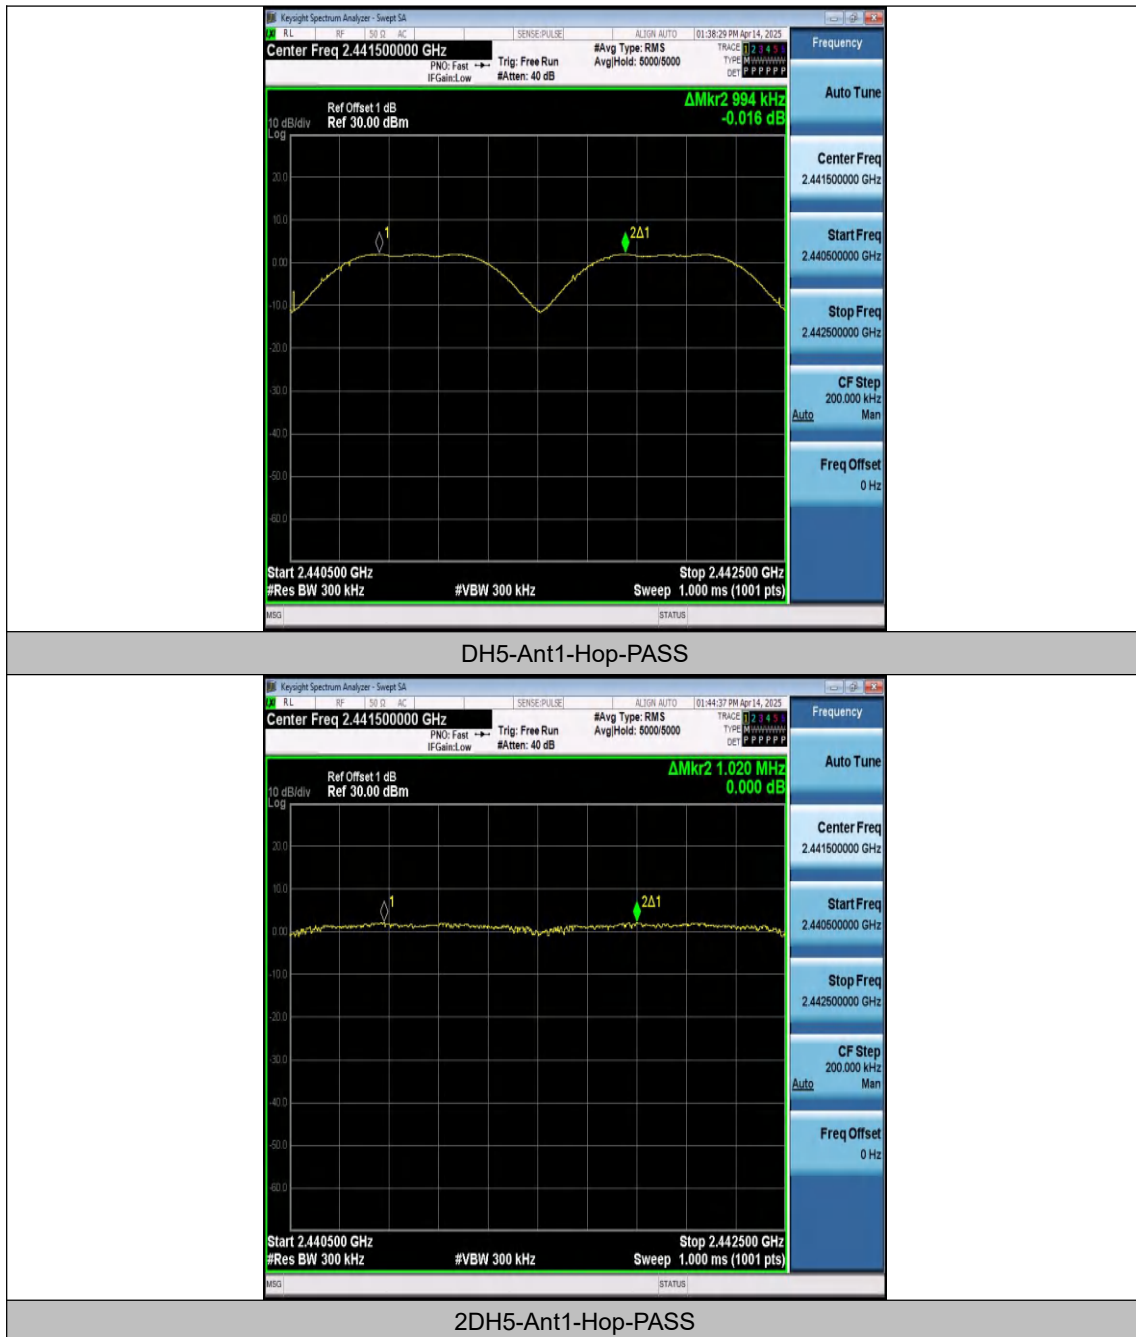 Keysight Spectrum Analyzer - Swept SA
RL RF 50 Ω AC SENSE:PULSE ALIGN AUTO 01:38:29 PM Apr 14, 2025
Center Freq 2.441500000 GHz
PNO: Fast
IFGain:Low
Trig: Free Run
#Atten: 40 dB
#Avg Type: RMS
Avg|Hold: 5000/5000
TRACE 1 2 3 4 5 6
TYPE M WWWWW
DET P P P P P P
Frequency
Auto Tune
Center Freq
2.441500000 GHz
Start Freq
2.440500000 GHz
Stop Freq
2.442500000 GHz
CF Step
200.000 kHz
Auto Man
Freq Offset
0 Hz
ΔMkr2 994 kHz
-0.016 dB
Ref Offset 1 dB
10 dB/div Ref 30.00 dBm
Log
20.0
10.0
0.00
-10.0
-20.0
-30.0
-40.0
-50.0
-60.0
1
2Δ1
Start 2.440500 GHz Stop 2.442500 GHz
#Res BW 300 kHz #VBW 300 kHz Sweep 1.000 ms (1001 pts)
MSG STATUS
DH5-Ant1-Hop-PASS
Keysight Spectrum Analyzer - Swept SA
RL RF 50 Ω AC SENSE:PULSE ALIGN AUTO 01:44:37 PM Apr 14, 2025
Center Freq 2.441500000 GHz
PNO: Fast
IFGain:Low
Trig: Free Run
#Atten: 40 dB
#Avg Type: RMS
Avg|Hold: 5000/5000
TRACE 1 2 3 4 5 6
TYPE M WWWWW
DET P P P P P P
Frequency
Auto Tune
Center Freq
2.441500000 GHz
Start Freq
2.440500000 GHz
Stop Freq
2.442500000 GHz
CF Step
200.000 kHz
Auto Man
Freq Offset
0 Hz
ΔMkr2 1.020 MHz
0.000 dB
Ref Offset 1 dB
10 dB/div Ref 30.00 dBm
Log
20.0
10.0
0.00
-10.0
-20.0
-30.0
-40.0
-50.0
-60.0
1
2Δ1
Start 2.440500 GHz Stop 2.442500 GHz
#Res BW 300 kHz #VBW 300 kHz Sweep 1.000 ms (1001 pts)
MSG STATUS
2DH5-Ant1-Hop-PASS